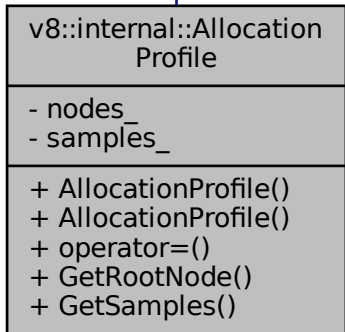 v8::internal::Allocation
Profile
- nodes_
- samples_
+ AllocationProfile()
+ AllocationProfile()
+ operator=()
+ GetRootNode()
+ GetSamples()